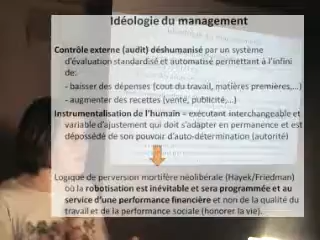 Idéologie du management
Contrôle externe (audit) déshumanisé par un système
d'évaluation standardisé et automatisé permettant à l'infini
de:
- baisser des dépenses (cout du travail, matières premières,...)
- augmenter des recettes (vente, publicité,...)
Instrumentalisation de l'humain = exécutant interchangeable et
variable d'ajustement qui doit s'adapter en permanence et est
dépossédé de son pouvoir d'auto-détermination (autorité)
Logique de perversion mortifère néolibérale (Hayek/Friedman)
où la robotisation est inévitable et sera programmée et au
service d'une performance financière et non de la qualité du
travail et de la performance sociale (honorer la vie).